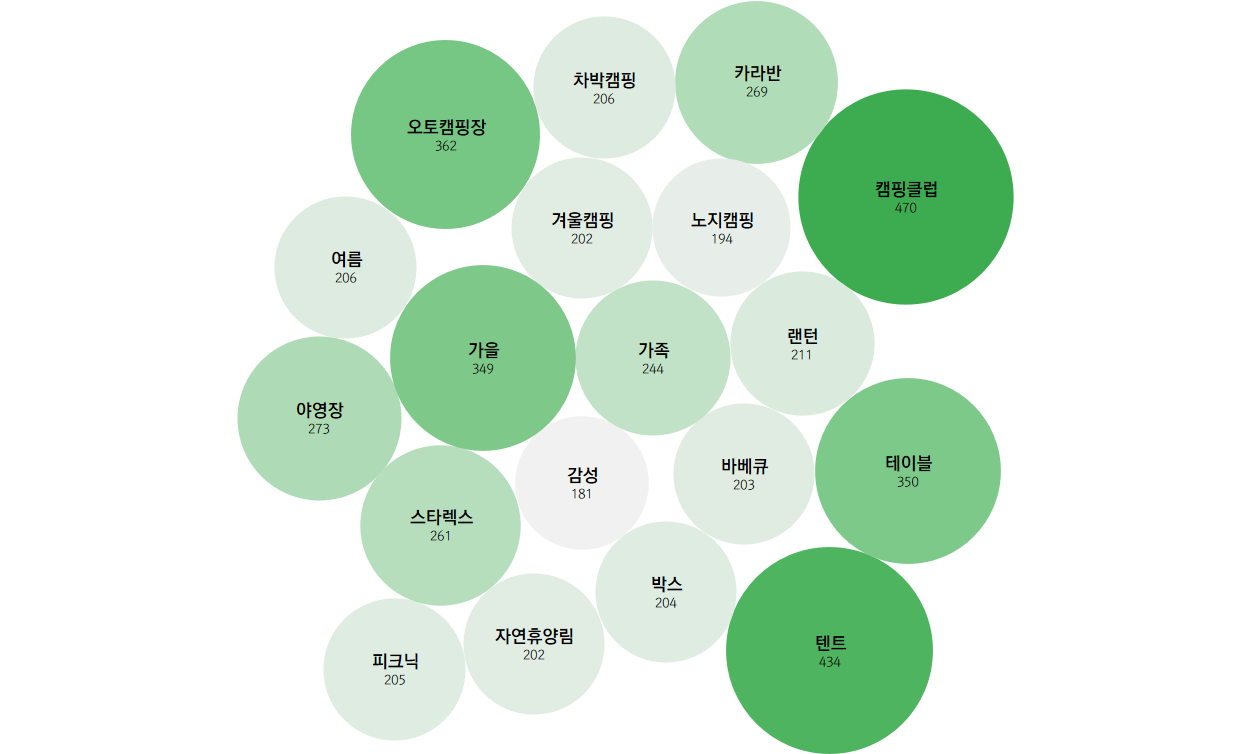 차박캠핑
206
카라반
269
오토캠핑장
362
캠핑클럽
470
겨울캠핑
202
노지캠핑
194
여름
206
랜턴
211
가을
349
가족
244
야영장
273
감성
181
바베큐
203
테이블
350
스타렉스
261
박스
204
자연휴양림
202
텐트
434
피크닉
205